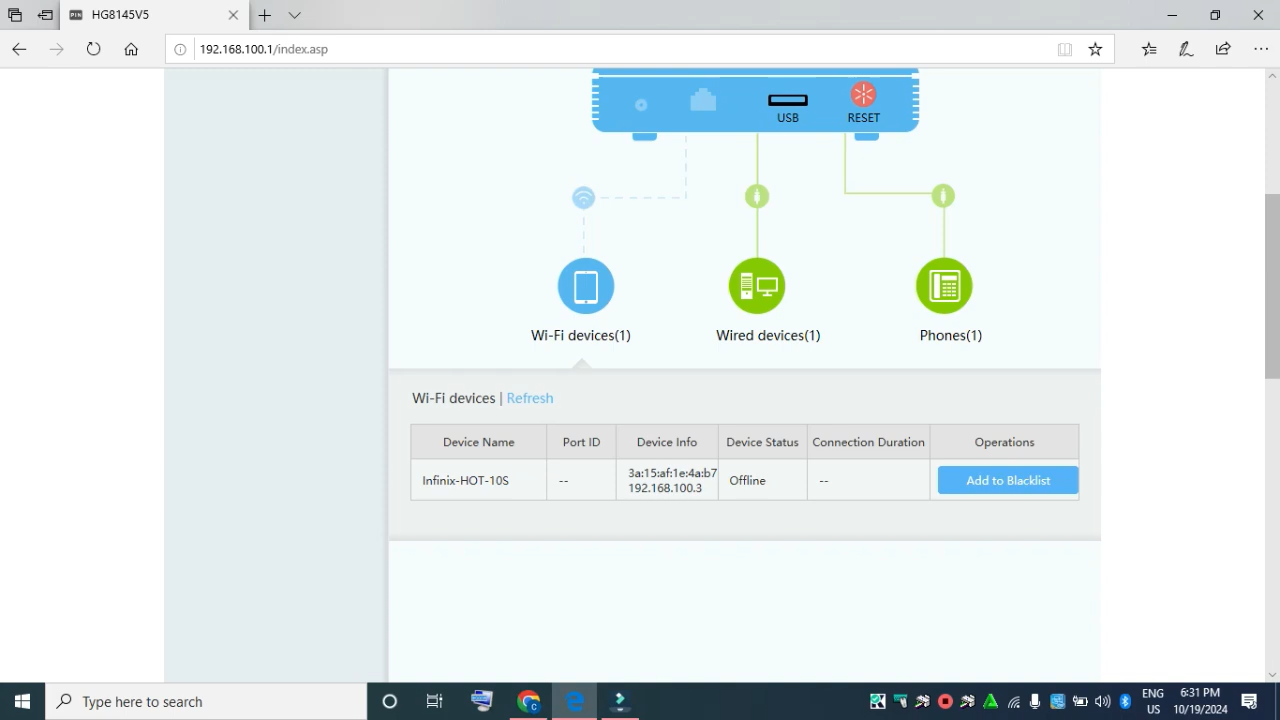 PIN HG8145V5
192.168.100.1/index.asp
USB
RESET
Wi-Fi devices(1)
Wired devices(1)
Phones(1)
Wi-Fi devices | Refresh
Device Name Port ID Device Info Device Status Connection Duration Operations
Infinix-HOT-10S -- 3a:15:af:1e:4a:b7 Offline -- Add to Blacklist
192.168.100.3
Type here to search
ENG 6:31 PM
US 10/19/2024